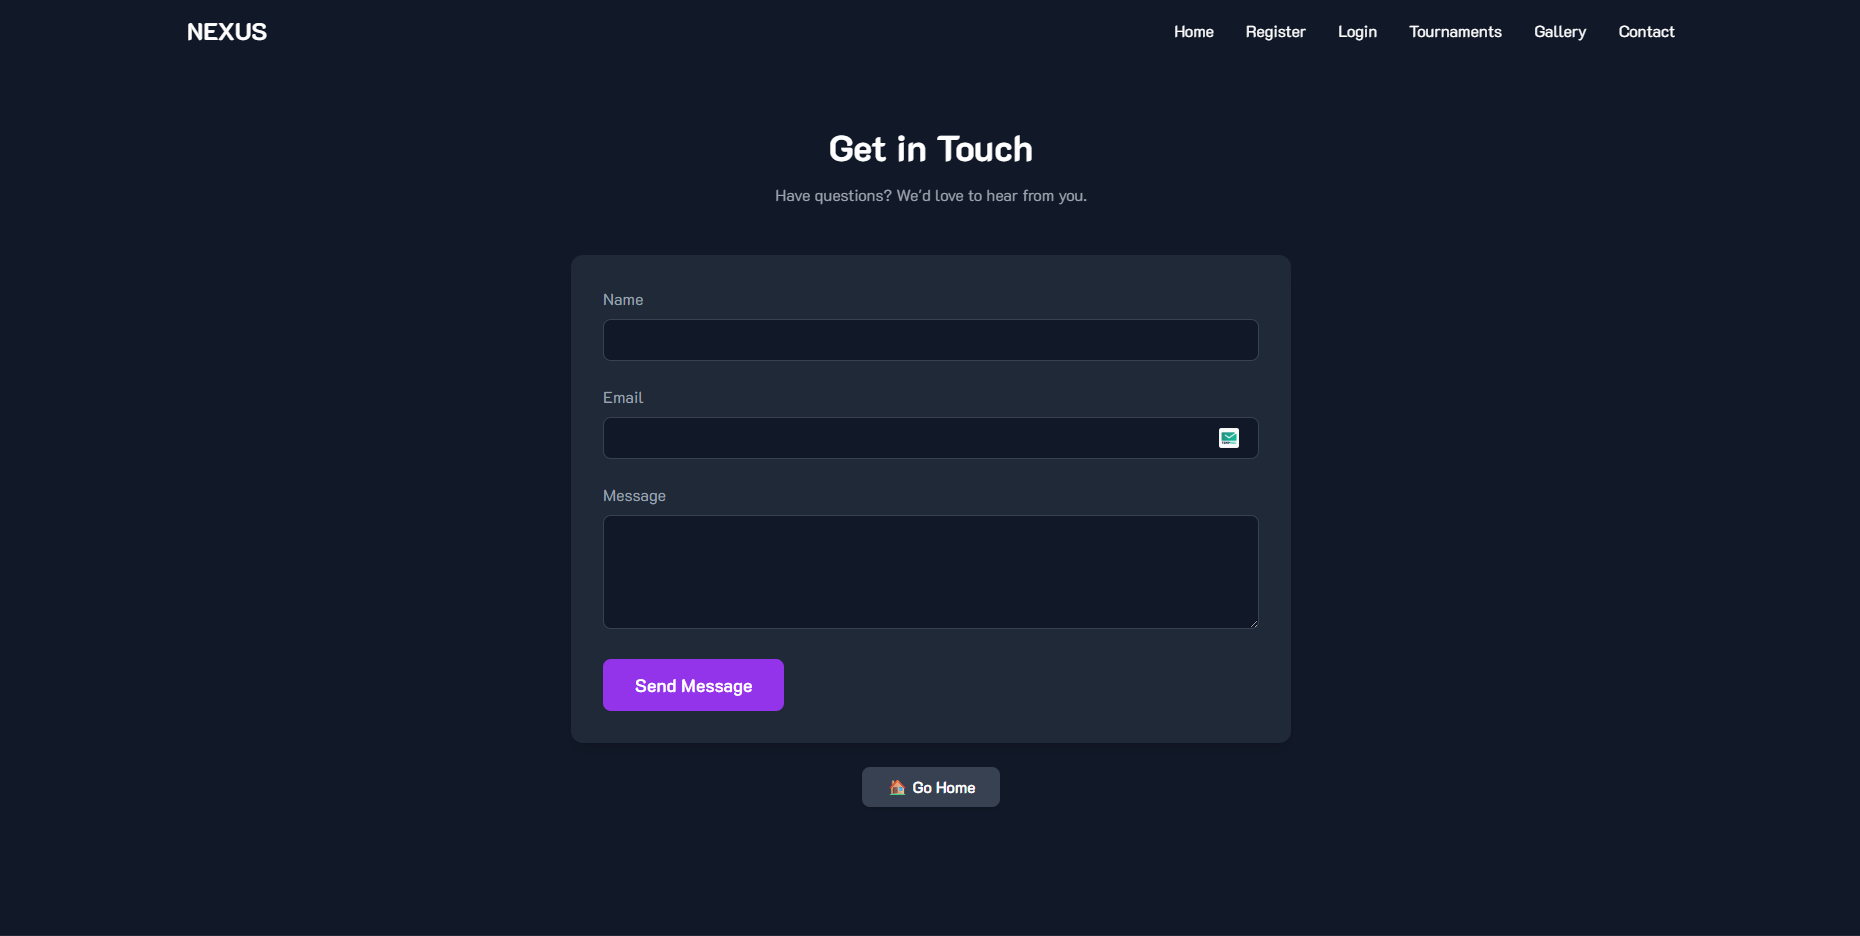 NEXUS
Home Register Login Tournaments Gallery Contact
Get in Touch
Have questions? We'd love to hear from you.
Name
Email
Message
Send Message
Go Home